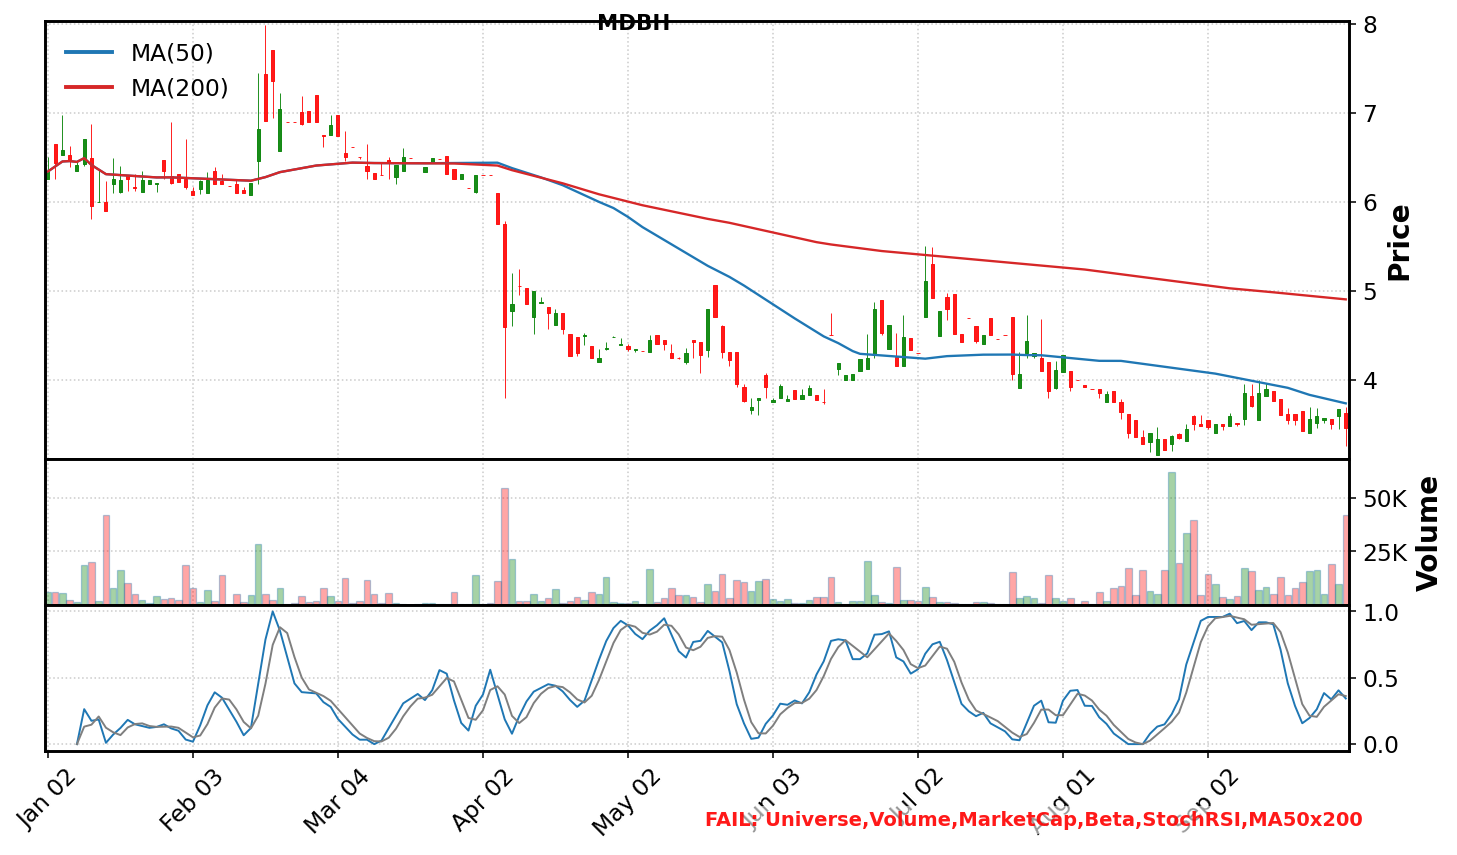 MDBH
MA(50)
MA(200)
8
7
6
5
4
Price
50K
25K
Volume
1.0
0.5
0.0
Jan 02
Feb 03
Mar 04
Apr 02
May 02
Jun 03
Jul 02
Aug 01
Sep 02
FAIL: Universe,Volume,MarketCap,Beta,StochRSI,MA50x200